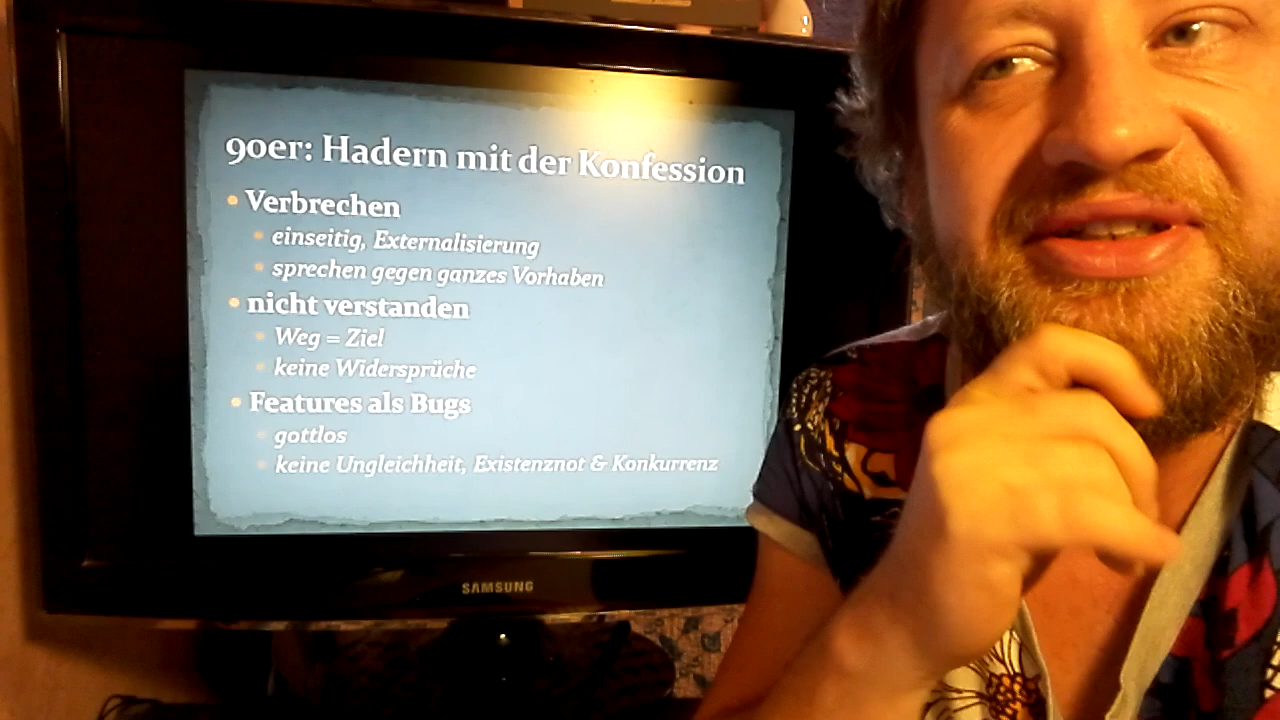 90er: Hadern mit der Konfession
• Verbrechen
• einseitig, Externalisierung
• sprechen gegen ganzes Vorhaben
• nicht verstanden
• Weg = Ziel
• keine Widersprüche
• Features als Bugs
• gottlos
• keine Ungleichheit, Existenznot & Konkurrenz
SAMSUNG